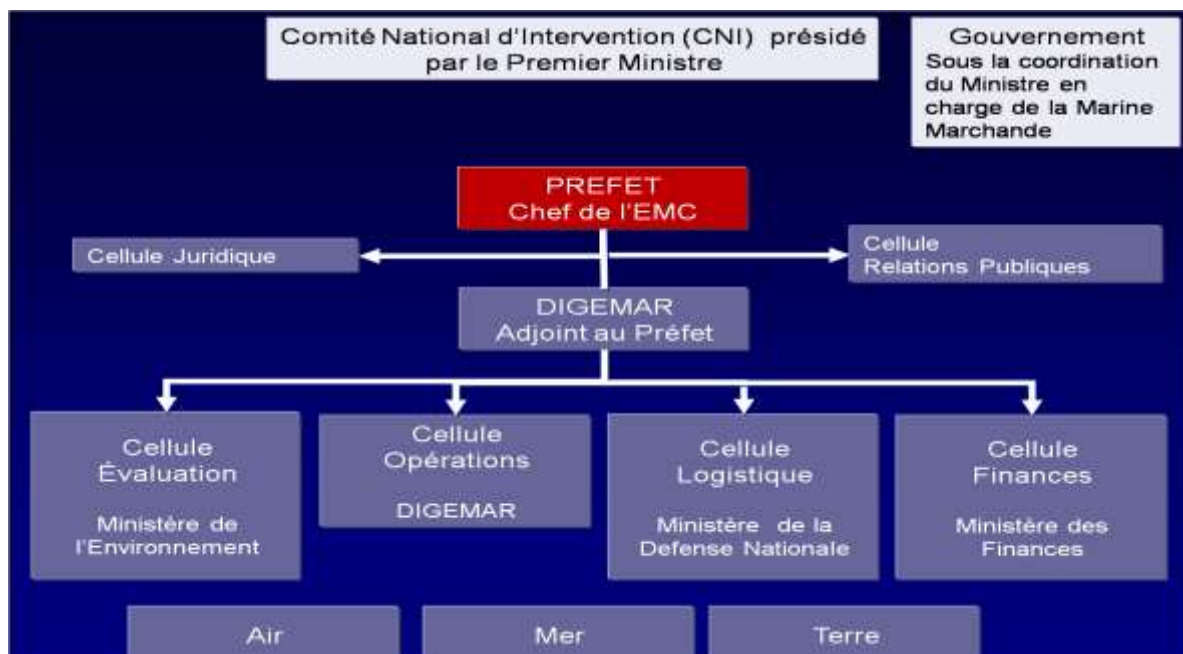 Comité National d'Intervention (CNI) présidé
par le Premier Ministre
Gouvernement
Sous la coordination
du Ministre en
charge de la Marine
Marchande
PREFET
Chef de l'EMC
Cellule Juridique
Cellule
Relations Publiques
DIGEMAR
Adjoint au Préfet
Cellule
Évaluation
Ministère de
l'Environnement
Cellule
Opérations
DIGEMAR
Cellule
Logistique
Ministère de la
Defense Nationale
Cellule
Finances
Ministère des
Finances
Air
Mer
Terre